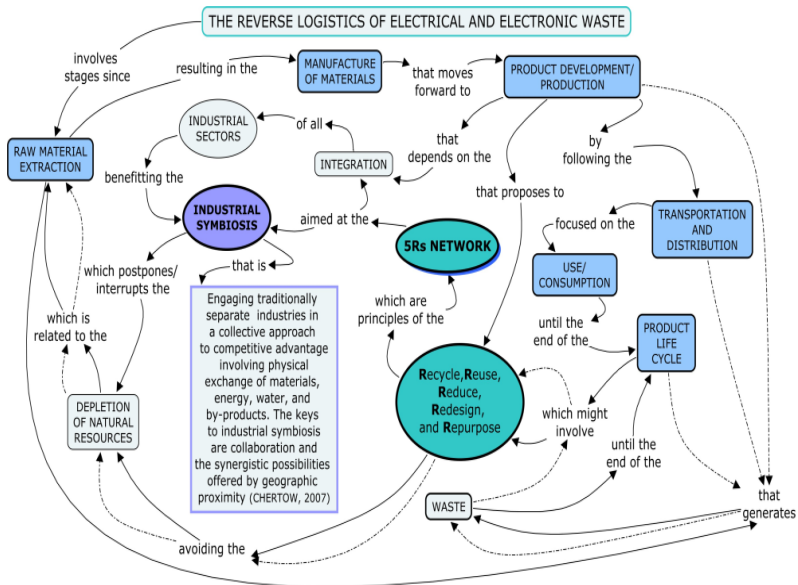 THE REVERSE LOGISTICS OF ELECTRICAL AND ELECTRONIC WASTE
involves
stages since
resulting in the
MANUFACTURE
OF MATERIALS
that moves
forward to
PRODUCT DEVELOPMENT/
PRODUCTION
INDUSTRIAL
SECTORS
of all
that
depends on the
by
following the
RAW MATERIAL
EXTRACTION
INTEGRATION
benefitting the
that proposes to
INDUSTRIAL
SYMBIOSIS
aimed at the
5Rs NETWORK
focused on the
TRANSPORTATION
AND
DISTRIBUTION
which postpones/
interrupts the
that is
USE/
CONSUMPTION
which are
principles of the
which is
related to the
Engaging traditionally
separate industries in
a collective approach
to competitive advantage
involving physical
exchange of materials,
energy, water, and
by-products. The keys
to industrial symbiosis
are collaboration and
the synergistic possibilities
offered by geographic
proximity (CHERTOW, 2007)
until the
end of the
PRODUCT
LIFE
CYCLE
Recycle,Reuse,
Reduce,
Redesign,
and Repurpose
DEPLETION
OF NATURAL
RESOURCES
which might
involve
until the
end of the
WASTE
that
generates
avoiding the